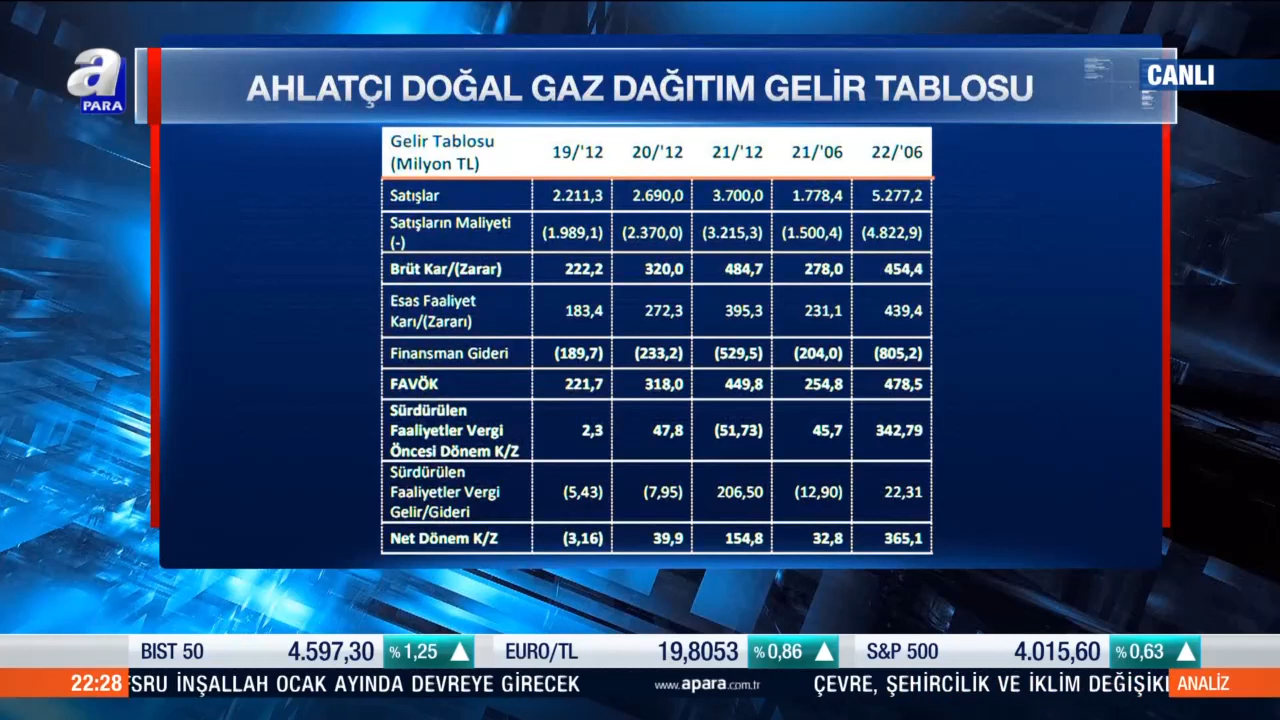 a
PARA
AHLATÇI DOĞAL GAZ DAĞITIM GELİR TABLOSU
CANLI
Gelir Tablosu
(Milyon TL) 19/'12 20/'12 21/'12 21/'06 22/'06
Satışlar 2.211,3 2.690,0 3.700,0 1.778,4 5.277,2
Satışların Maliyeti
(-) (1.989,1) (2.370,0) (3.215,3) (1.500,4) (4.822,9)
Brüt Kar/(Zarar) 222,2 320,0 484,7 278,0 454,4
Esas Faaliyet
Karı/(Zararı) 183,4 272,3 395,3 231,1 439,4
Finansman Gideri (189,7) (233,2) (529,5) (204,0) (805,2)
FAVÖK 221,7 318,0 449,8 254,8 478,5
Sürdürülen
Faaliyetler Vergi 2,3 47,8 (51,73) 45,7 342,79
Öncesi Dönem K/Z
Sürdürülen
Faaliyetler Vergi (5,43) (7,95) 206,50 (12,90) 22,31
Gelir/Gideri
Net Dönem K/Z (3,16) 39,9 154,8 32,8 365,1
BIST 50 4.597,30 %1,25 EURO/TL 19,8053 %0,86 S&P 500 4.015,60 %0,63
22:28 İNŞALLAH OCAK AYINDA DEVREYE GİRECEK www.apara.com.tr ÇEVRE, ŞEHİRCİLİK VE İKLİM ANALİZ